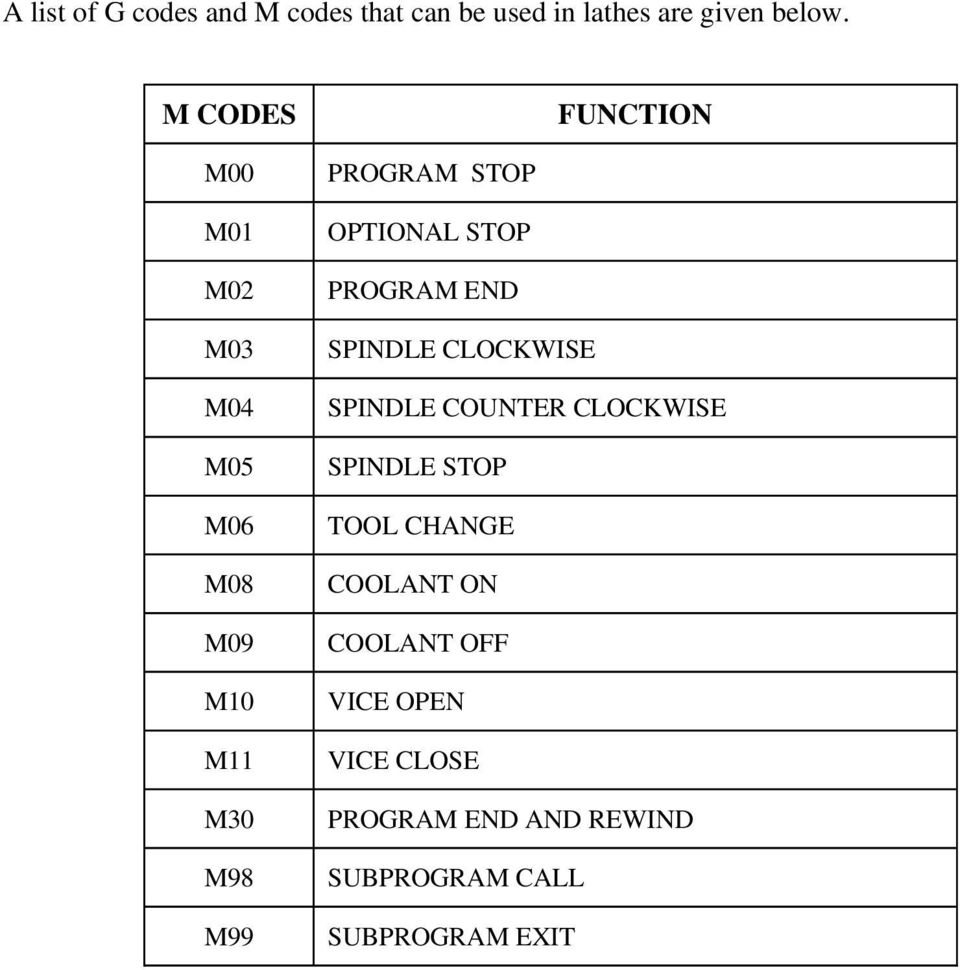 A list of G codes and M codes that can be used in lathes are given below.
M CODES FUNCTION
M00 PROGRAM STOP
M01 OPTIONAL STOP
M02 PROGRAM END
M03 SPINDLE CLOCKWISE
M04 SPINDLE COUNTER CLOCKWISE
M05 SPINDLE STOP
M06 TOOL CHANGE
M08 COOLANT ON
M09 COOLANT OFF
M10 VICE OPEN
M11 VICE CLOSE
M30 PROGRAM END AND REWIND
M98 SUBPROGRAM CALL
M99 SUBPROGRAM EXIT